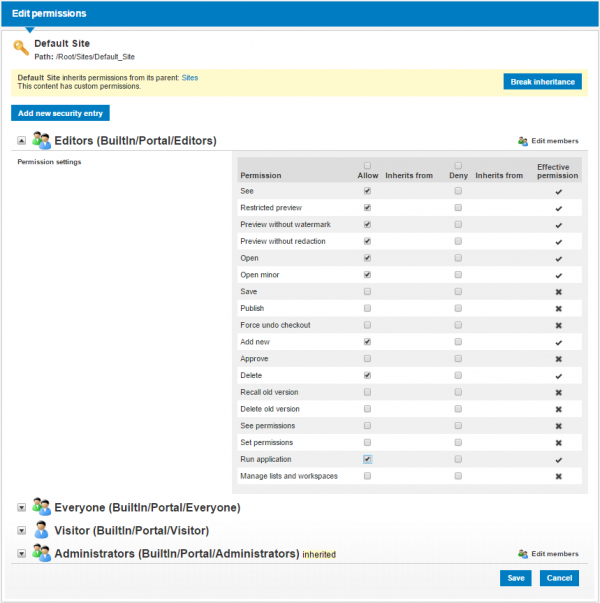 Edit permissions
Default Site
Path: /Root/Sites/Default_Site
Default Site inherits permissions from its parent: Sites
This content has custom permissions.
Break inheritance
Add new security entry
Editors (BuiltIn/Portal/Editors)
Edit members
Permission settings
Permission Allow Inherits from Deny Inherits from Effective permission
See
Restricted preview
Preview without watermark
Preview without redaction
Open
Open minor
Save
Publish
Force undo checkout
Add new
Approve
Delete
Recall old version
Delete old version
See permissions
Set permissions
Run application
Manage lists and workspaces
Everyone (BuiltIn/Portal/Everyone)
Visitor (BuiltIn/Portal/Visitor)
Administrators (BuiltIn/Portal/Administrators) inherited
Edit members
Save Cancel